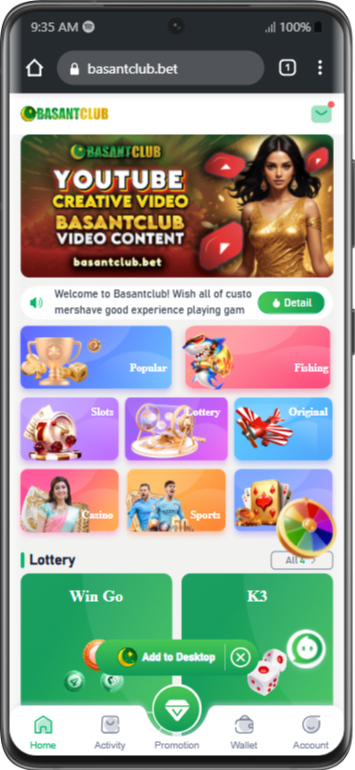 9:35 AM
100%
basantclub.bet
1
BASANTCLUB
BASANTCLUB
YOUTUBE
CREATIVE VIDEO
BASANTCLUB
VIDEO CONTENT
basantclub.bet
Welcome to Basantclub! Wish all of custo
mershave good experience playing gam
Detail
Popular
Fishing
Slots
Lottery
Original
Casino
Sports
Lottery
All 4 >
Win Go
K3
Add to Desktop
Home
Activity
Promotion
Wallet
Account